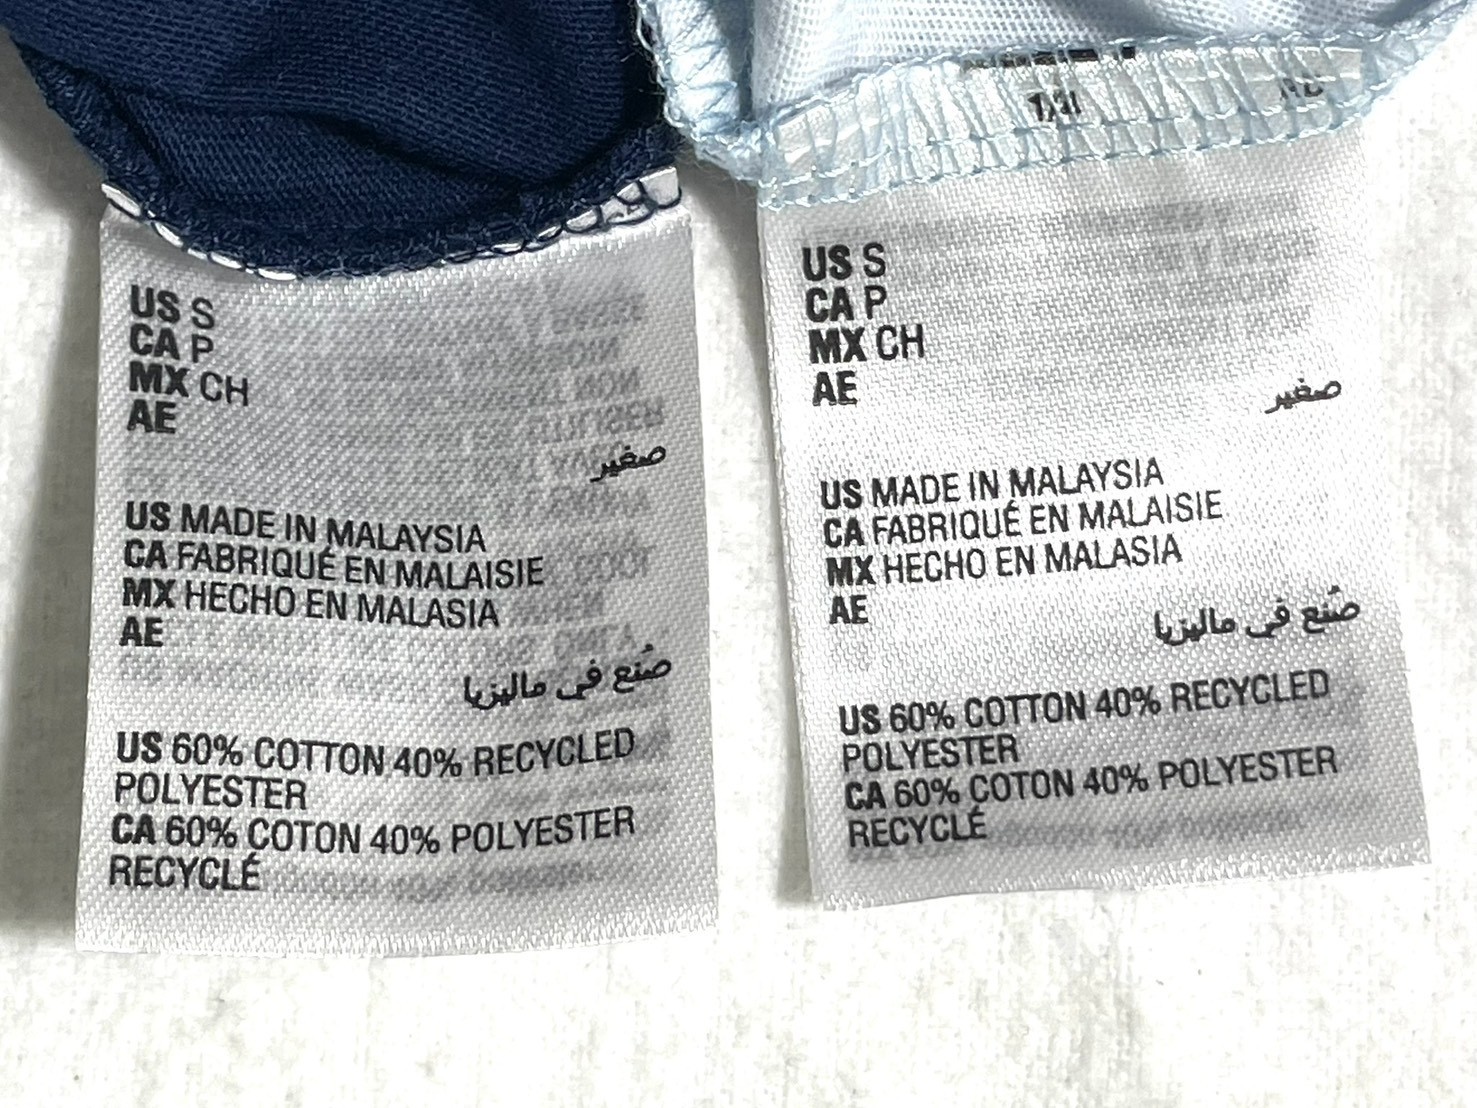 US S
CA P
MX CH
AE
صغير
US MADE IN MALAYSIA
CA FABRIQUÉ EN MALAISIE
MX HECHO EN MALASIA
AE
صُنع في ماليزيا
US 60% COTTON 40% RECYCLED
POLYESTER
CA 60% COTON 40% POLYESTER
RECYCLÉ
US S
CA P
MX CH
AE
صغير
US MADE IN MALAYSIA
CA FABRIQUÉ EN MALAISIE
MX HECHO EN MALASIA
AE
صُنع في ماليزيا
US 60% COTTON 40% RECYCLED
POLYESTER
CA 60% COTON 40% POLYESTER
RECYCLÉ